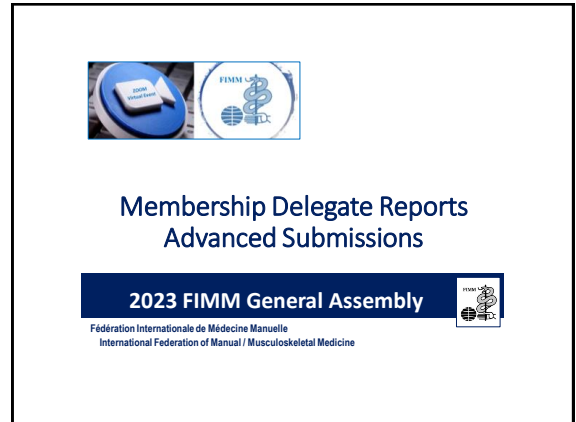 ZOOM
Virtual Event
FIMM
Membership Delegate Reports
Advanced Submissions
2023 FIMM General Assembly
FIMM
Fédération Internationale de Médecine Manuelle
International Federation of Manual / Musculoskeletal Medicine